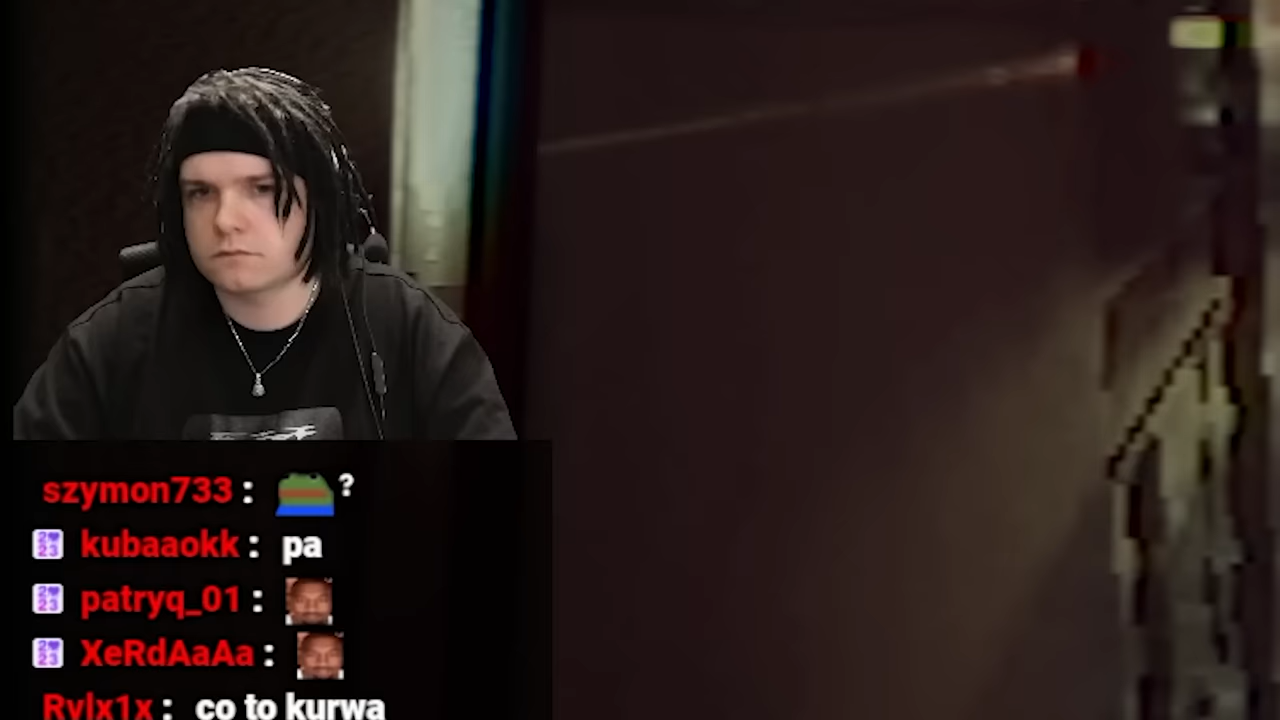 szymon733 : ?
kubaaokk : pa
patryq_01 :
XeRdAaAa :
Rylx1x : co to kurwa